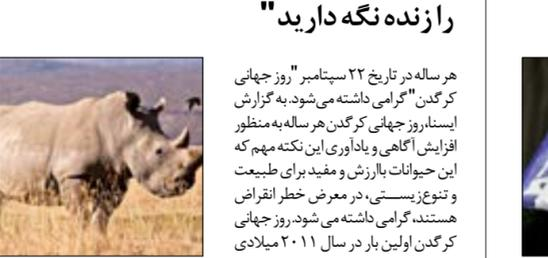 را زنده نگه دارید"
هر ساله در تاریخ ۲۲ سپتامبر "روز جهانی
کرگدن" گرامی داشته می‌شود. به گزارش
ایسنا، روز جهانی کرگدن هر ساله به منظور
افزایش آگاهی و یادآوری این نکته مهم که
این حیوانات باارزش و مفید برای طبیعت
و تنوع‌زیستی، در معرض خطر انقراض
هستند، گرامی داشته می شود. روز جهانی
کرگدن اولین بار در سال ۲۰۱۱ میلادی